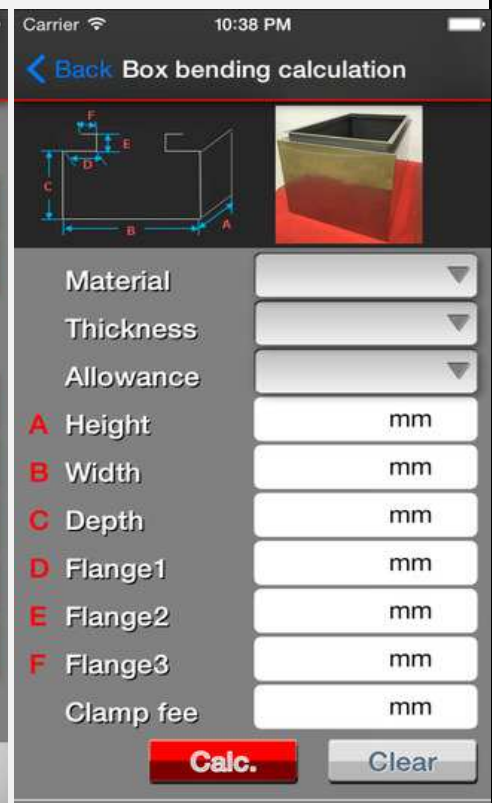 Carrier 10:38 PM
Back Box bending calculation
F
E
D
C
B
A
Material
Thickness
Allowance
A Height mm
B Width mm
C Depth mm
D Flange1 mm
E Flange2 mm
F Flange3 mm
Clamp fee mm
Calc. Clear